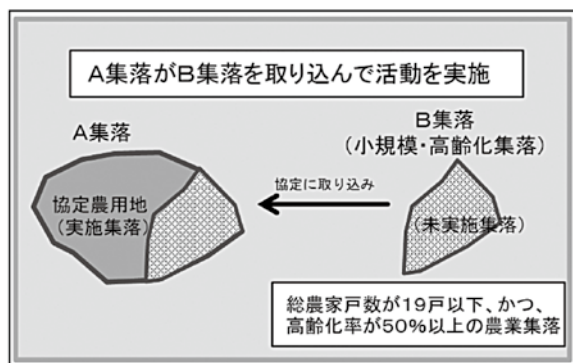 A集落がB集落を取り込んで活動を実施
A集落
B集落
(小規模・高齢化集落)
協定農用地
(実施集落)
協定に取り込み
(未実施集落)
総農家戸数が19戸以下、かつ、
高齢化率が50%以上の農業集落